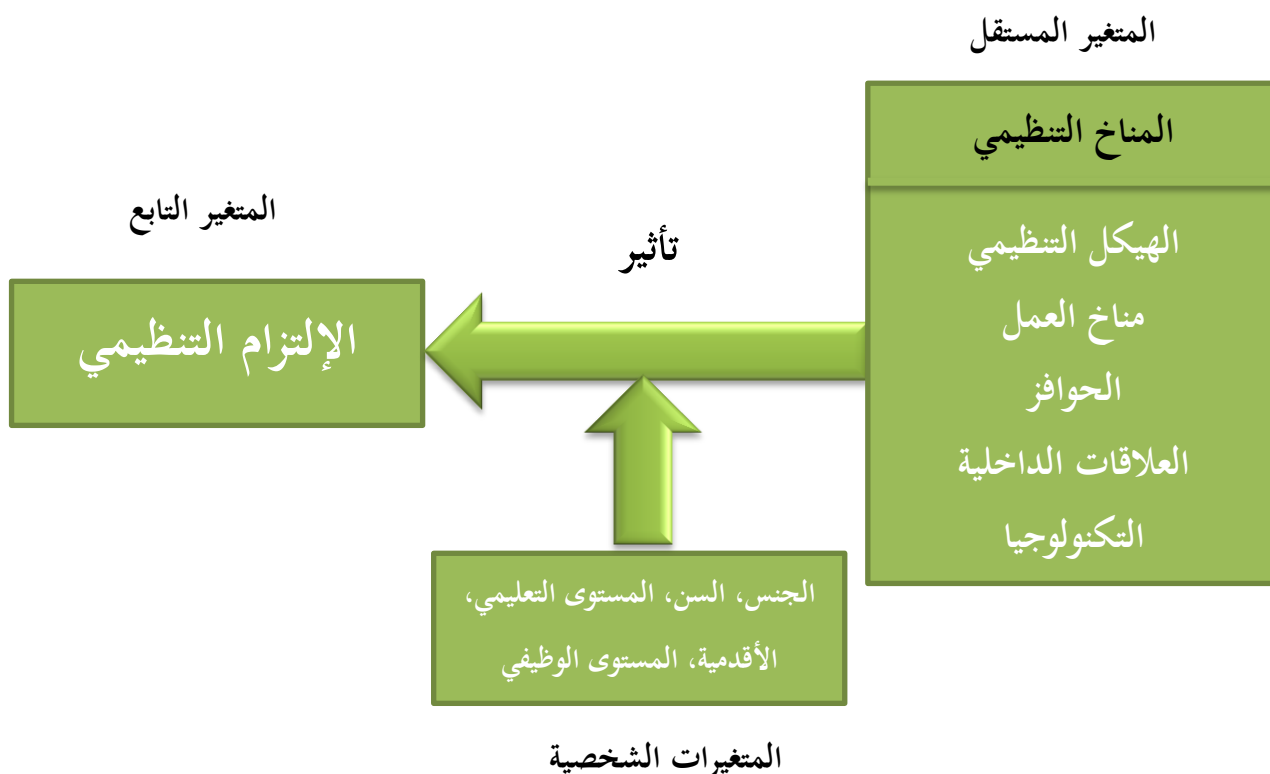 المتغير المستقل
المناخ التنظيمي
الهيكل التنظيمي
مناخ العمل
الحوافز
العلاقات الداخلية
التكنولوجيا
تأثير
المتغير التابع
الإلتزام التنظيمي
الجنس، السن، المستوى التعليمي،
الأقدمية، المستوى الوظيفي
المتغيرات الشخصية